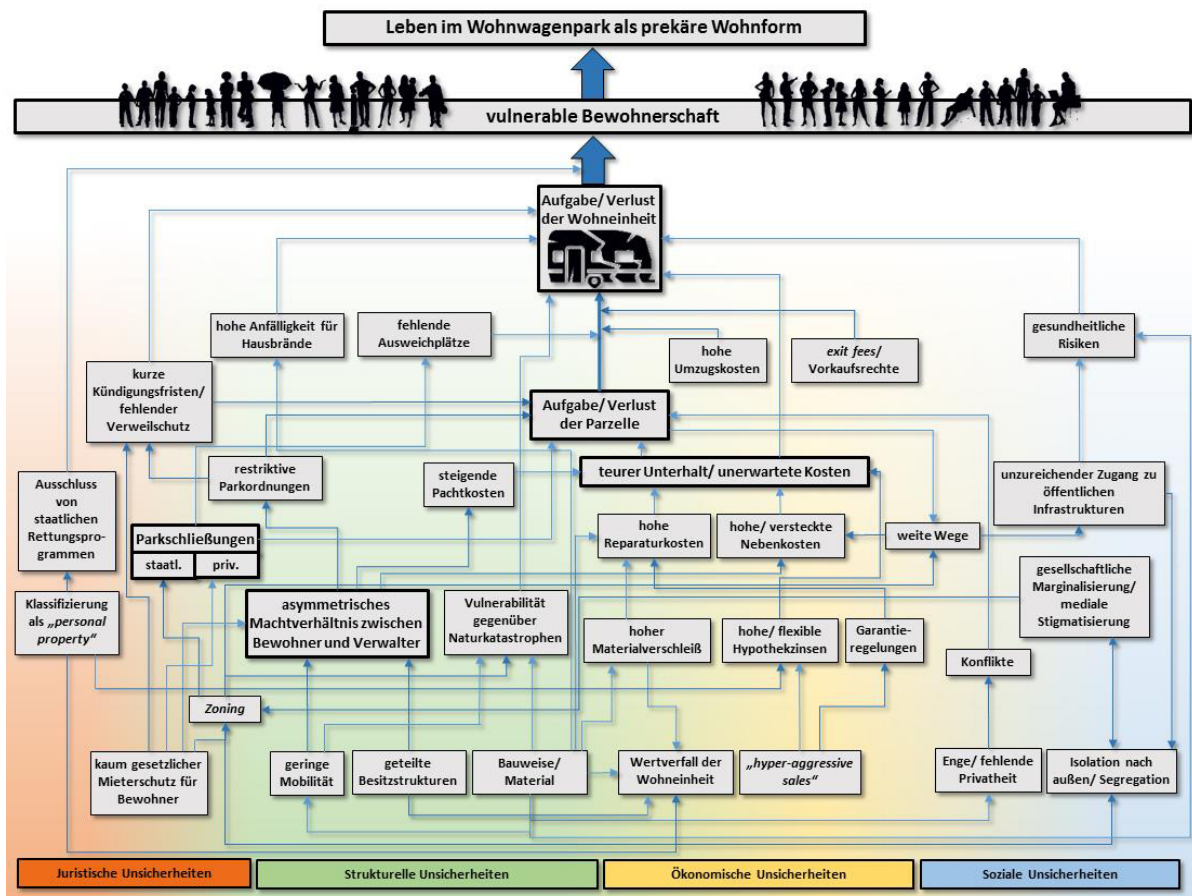 Leben im Wohnwagenpark als prekäre Wohnform
vulnerable Bewohnerschaft
Aufgabe/ Verlust
der Wohneinheit
hohe Anfälligkeit für
Hausbrände
fehlende
Ausweichplätze
hohe
Umzugskosten
exit fees/
Vorkaufsrechte
gesundheitliche
Risiken
kurze
Kündigungsfristen/
fehlender
Verweilschutz
Aufgabe/ Verlust
der Parzelle
restriktive
Parkordnungen
steigende
Pachtkosten
teurer Unterhalt/ unerwartete Kosten
unzureichender Zugang zu
öffentlichen
Infrastrukturen
Ausschluss
von
staatlichen
Rettungspro-
grammen
Parkschließungen
staatl.
priv.
hohe
Reparaturkosten
hohe/ versteckte
Nebenkosten
weite Wege
gesellschaftliche
Marginalisierung/
mediale
Stigmatisierung
Klassifizierung
als „personal
property“
asymmetrisches
Machtverhältnis zwischen
Bewohner und Verwalter
Vulnerabilität
gegenüber
Naturkatastrophen
hoher
Materialverschleiß
hohe/ flexible
Hypothekzinsen
Garantie-
regelungen
Konflikte
Zoning
kaum gesetzlicher
Mieterschutz für
Bewohner
geringe
Mobilität
geteilte
Besitzstrukturen
Bauweise/
Material
Wertverfall der
Wohneinheit
„hyper-aggressive
sales“
Enge/ fehlende
Privatheit
Isolation nach
außen/ Segregation
Juristische Unsicherheiten
Strukturelle Unsicherheiten
Ökonomische Unsicherheiten
Soziale Unsicherheiten